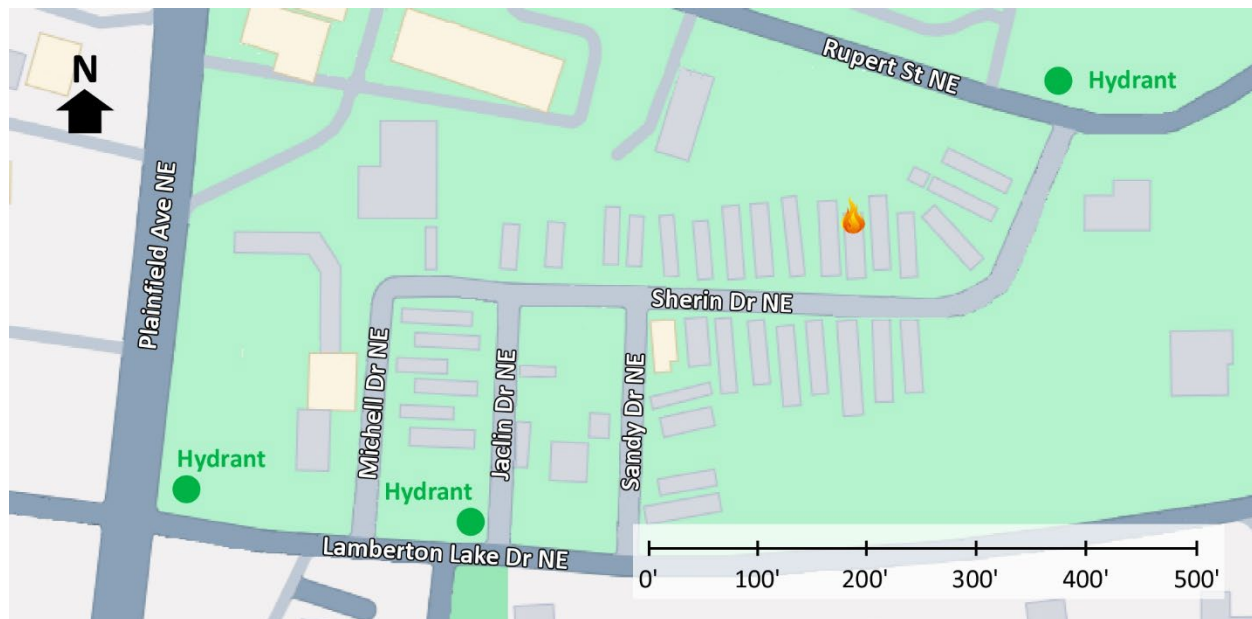 Rupert St NE
Hydrant
N
Plainfield Ave NE
Sherin Dr NE
Michell Dr NE
Jaclin Dr NE
Sandy Dr NE
Hydrant
Hydrant
Lamberton Lake Dr NE
0' 100' 200' 300' 400' 500'